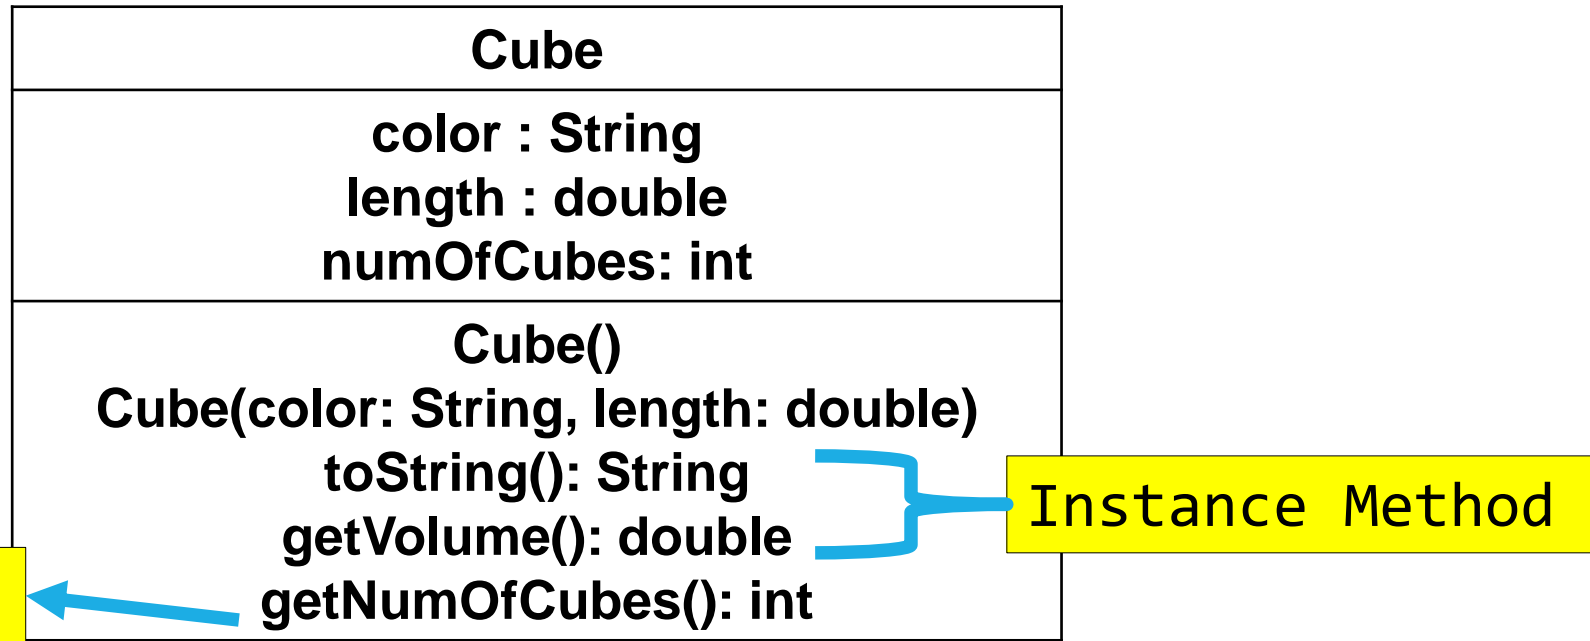 Cube
color : String
length : double
numOfCubes: int
Cube()
Cube(color: String, length: double)
toString(): String
getVolume(): double
getNumOfCubes(): int
Instance Method